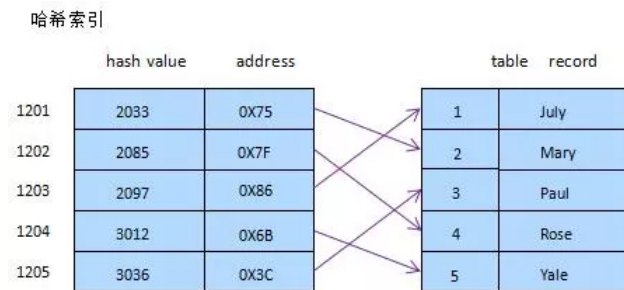 哈希索引
hash value address table record
1201 2033 0X75 1 July
1202 2085 0X7F 2 Mary
1203 2097 0X86 3 Paul
1204 3012 0X6B 4 Rose
1205 3036 0X3C 5 Yale